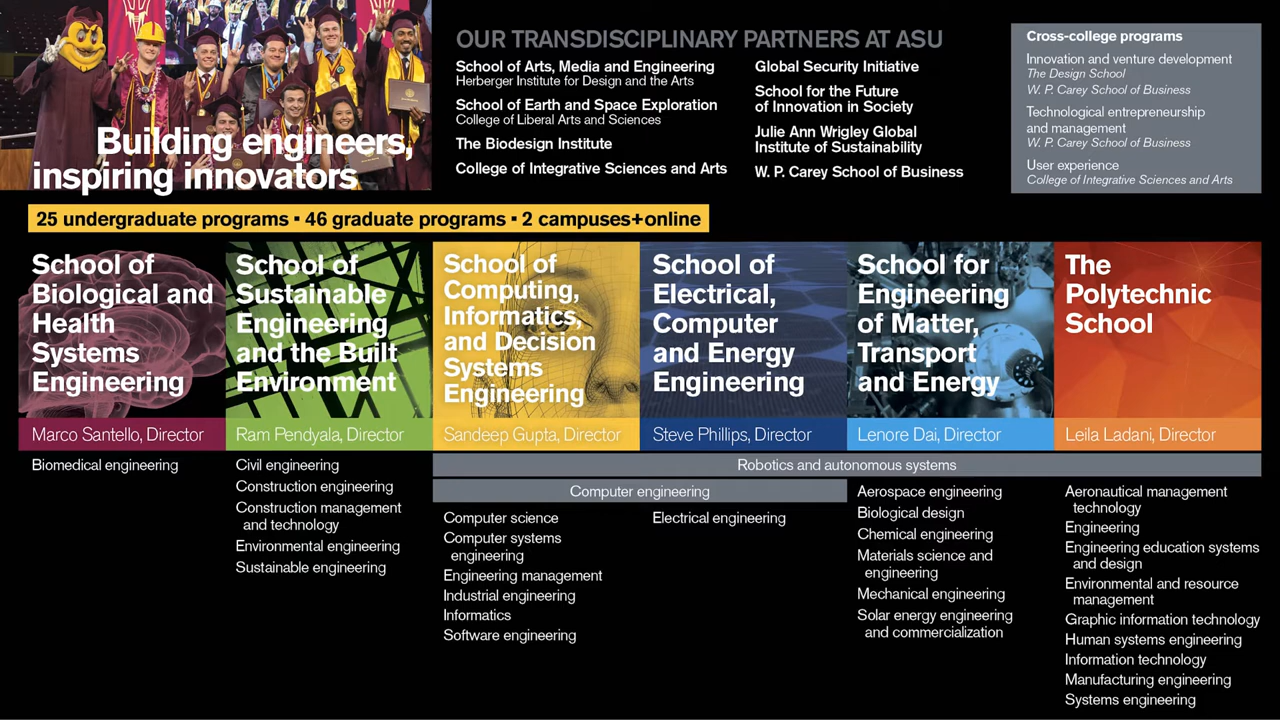 Building engineers,
inspiring innovators
OUR TRANSDISCIPLINARY PARTNERS AT ASU
School of Arts, Media and Engineering
Herberger Institute for Design and the Arts
School of Earth and Space Exploration
College of Liberal Arts and Sciences
The Biodesign Institute
College of Integrative Sciences and Arts
Global Security Initiative
School for the Future
of Innovation in Society
Julie Ann Wrigley Global
Institute of Sustainability
W. P. Carey School of Business
Cross-college programs
Innovation and venture development
The Design School
W. P. Carey School of Business
Technological entrepreneurship
and management
W. P. Carey School of Business
User experience
College of Integrative Sciences and Arts
25 undergraduate programs ▪ 46 graduate programs ▪ 2 campuses+online
School of
Biological and
Health
Systems
Engineering
Marco Santello, Director
Biomedical engineering
School of
Sustainable
Engineering
and the Built
Environment
Ram Pendyala, Director
Civil engineering
Construction engineering
Construction management
and technology
Environmental engineering
Sustainable engineering
School of
Computing,
Informatics,
and Decision
Systems
Engineering
Sandeep Gupta, Director
School of
Electrical,
Computer
and Energy
Engineering
Steve Phillips, Director
School for
Engineering
of Matter,
Transport
and Energy
Lenore Dai, Director
The
Polytechnic
School
Leila Ladani, Director
Robotics and autonomous systems
Computer engineering
Computer science
Computer systems
engineering
Engineering management
Industrial engineering
Informatics
Software engineering
Electrical engineering
Aerospace engineering
Biological design
Chemical engineering
Materials science and
engineering
Mechanical engineering
Solar energy engineering
and commercialization
Aeronautical management
technology
Engineering
Engineering education systems
and design
Environmental and resource
management
Graphic information technology
Human systems engineering
Information technology
Manufacturing engineering
Systems engineering